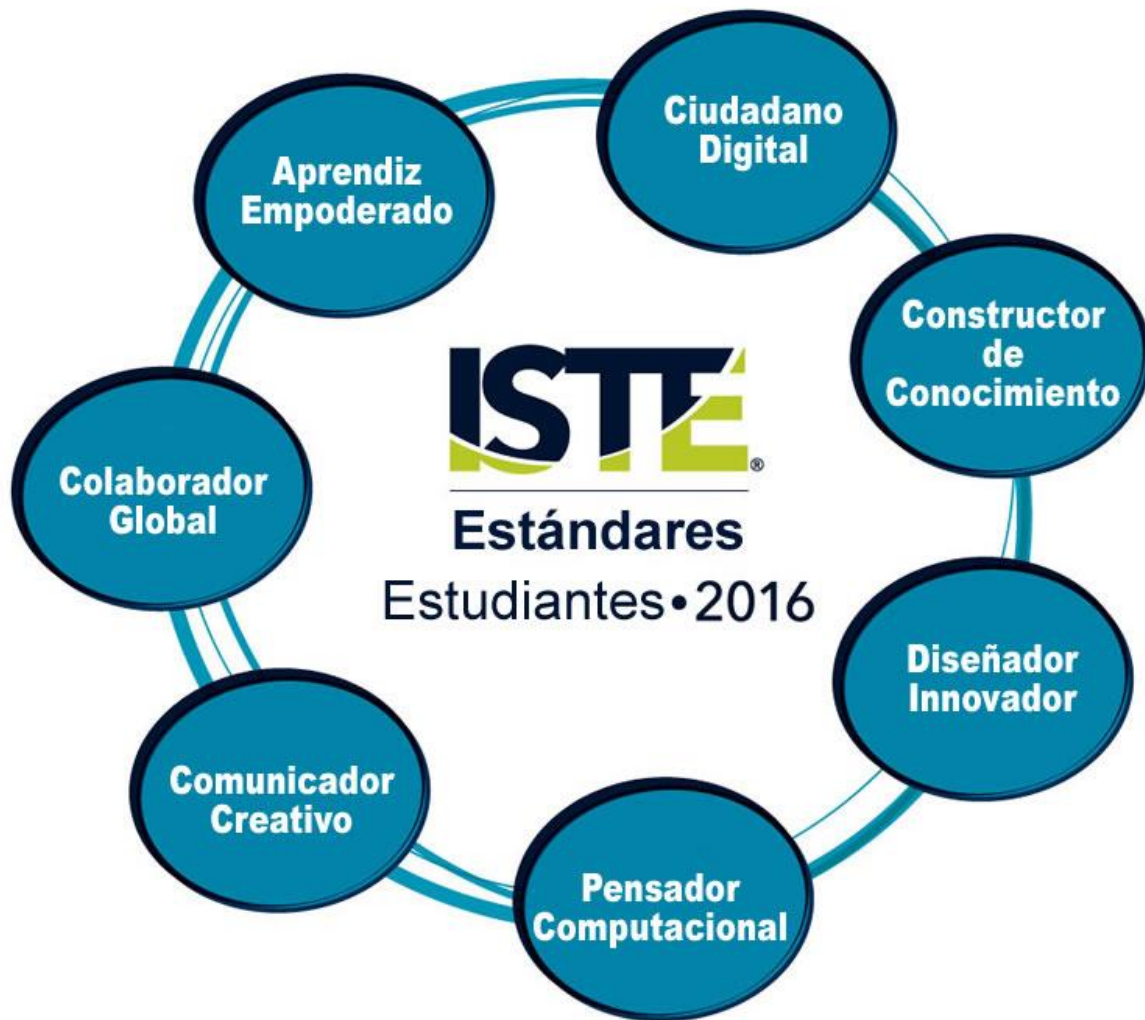 Ciudadano
Digital
Aprendiz
Empoderado
Constructor
de
Conocimiento
ISTE®
Estándares
Estudiantes•2016
Colaborador
Global
Diseñador
Innovador
Comunicador
Creativo
Pensador
Computacional